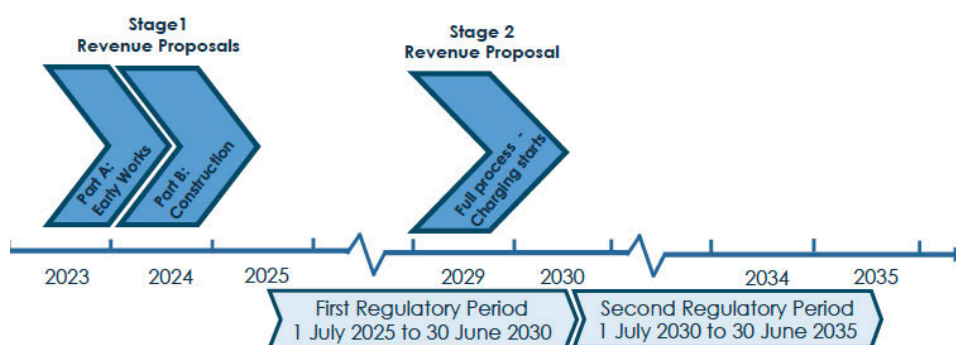 Stage1
Revenue Proposals
Stage 2
Revenue Proposal
Part A:
Early Works
Part B:
Construction
Full process -
Charging starts
2023
2024
2025
2029
2030
2034
2035
First Regulatory Period
1 July 2025 to 30 June 2030
Second Regulatory Period
1 July 2030 to 30 June 2035